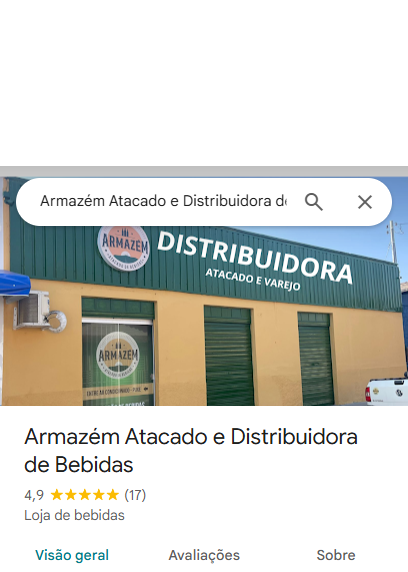 Armazém Atacado e Distribuidora de
ARMAZÉM
DISTRIBUIDORA
ATACADO E VAREJO
ARMAZÉM
Armazém Atacado e Distribuidora
de Bebidas
4,9 ★★★★★ (17)
Loja de bebidas
Visão geral Avaliações Sobre